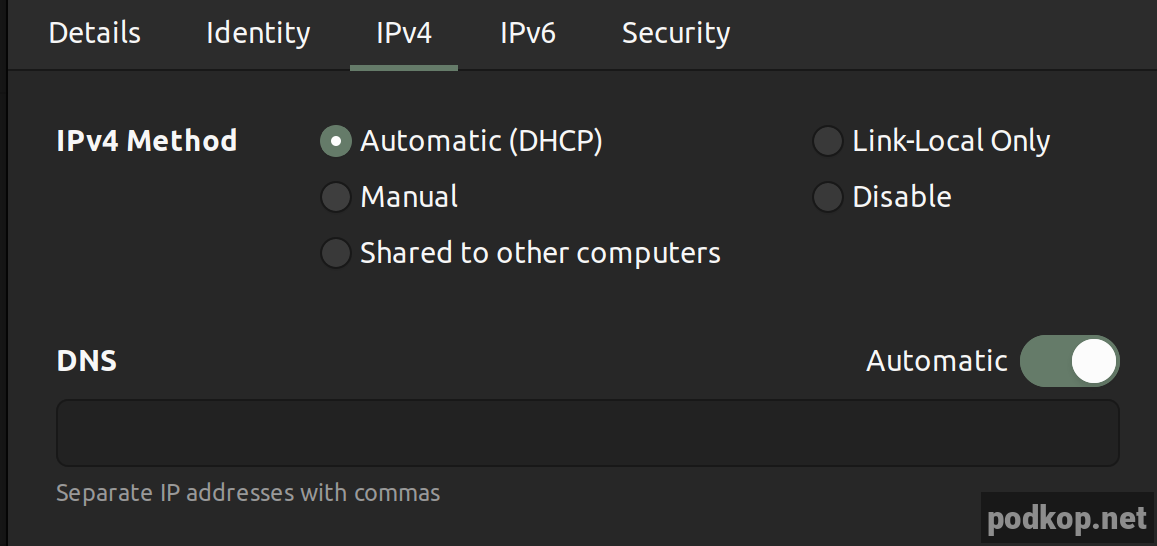 Details Identity IPv4 IPv6 Security
IPv4 Method Automatic (DHCP) Link-Local Only
Manual Disable
Shared to other computers
DNS Automatic
Separate IP addresses with commas
podkop.net